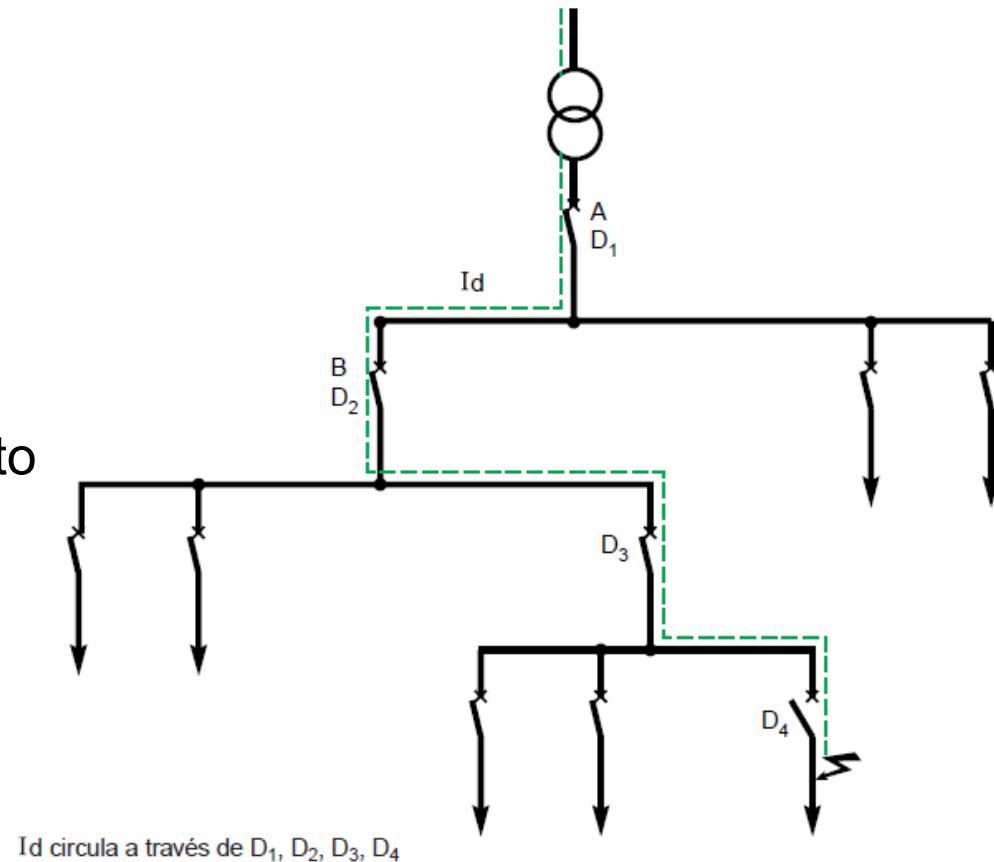 A
D₁
Id
B
D₂
to
D₃
D₄
Id circula a través de D₁, D₂, D₃, D₄